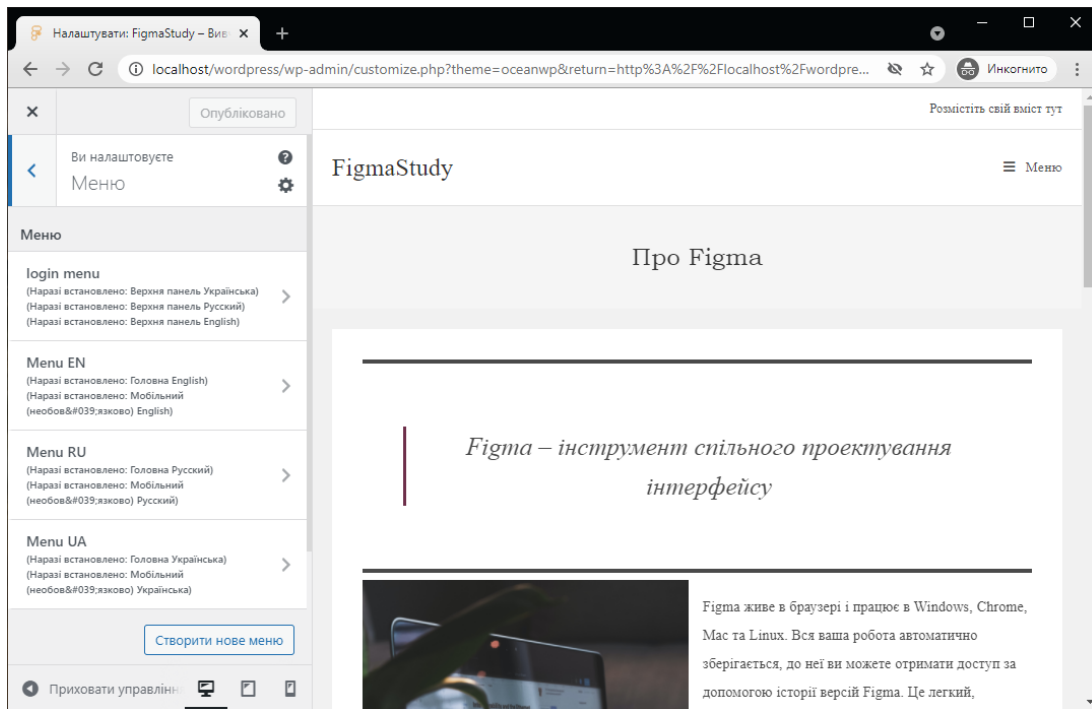 Налаштувати: FigmaStudy – Вив
localhost/wordpress/wp-admin/customize.php?theme=oceanwp&return=http%3A%2F%2Flocalhost%2Fwordpre...
Инкогнито
Опубліковано
Розмістіть свій вміст тут
Ви налаштовуєте
Меню
FigmaStudy
Меню
Про Figma
Меню
login menu
(Наразі встановлено: Верхня панель Українська)
(Наразі встановлено: Верхня панель Русский)
(Наразі встановлено: Верхня панель English)
Menu EN
(Наразі встановлено: Головна English)
(Наразі встановлено: Мобільний
(необов&#039;язково) English)
Menu RU
(Наразі встановлено: Головна Русский)
(Наразі встановлено: Мобільний
(необов&#039;язково) Русский)
Menu UA
(Наразі встановлено: Головна Українська)
(Наразі встановлено: Мобільний
(необов&#039;язково) Українська)
Створити нове меню
Приховати управлінн
Figma – інструмент спільного проектування
інтерфейсу
Figma живе в браузері і працює в Windows, Chrome,
Mac та Linux. Вся ваша робота автоматично
зберігається, до неї ви можете отримати доступ за
допомогою історії версій Figma. Це легкий,